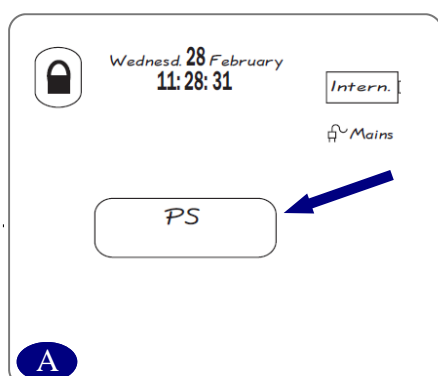 Wednesd. 28 February
11: 28: 31
Intern.
Mains
PS
A